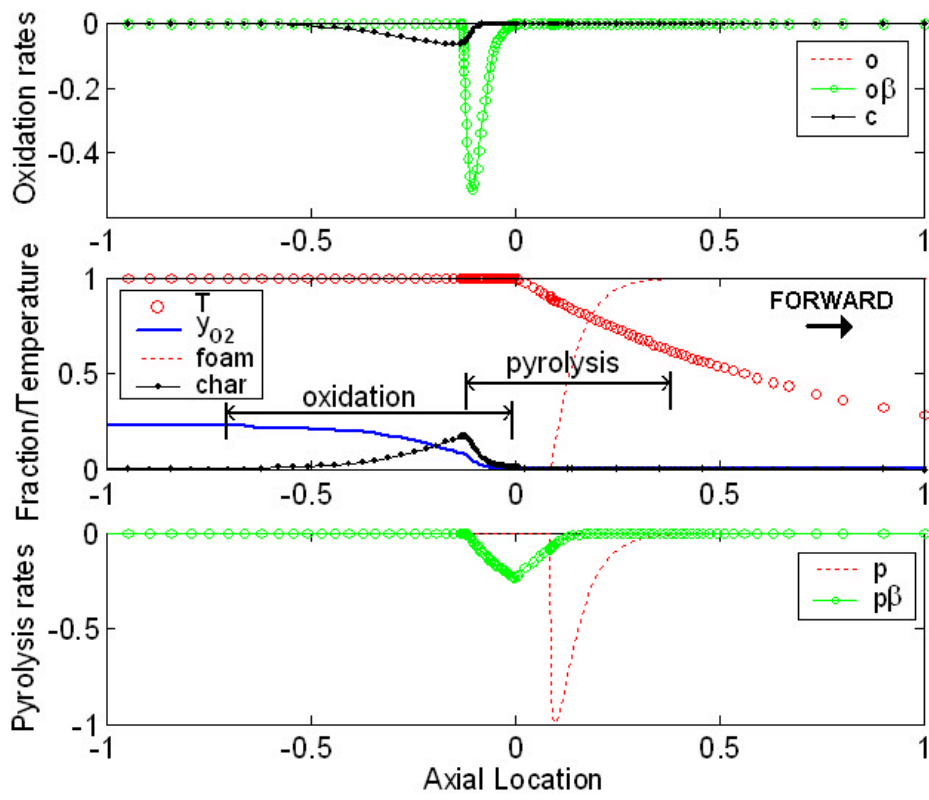 Oxidation rates
0
-0.2
-0.4
o
oβ
c
-1
-0.5
0
0.5
1
Fraction/Temperature
1
0.5
0
T
yO2
foam
char
FORWARD
pyrolysis
oxidation
-1
-0.5
0
0.5
1
Pyrolysis rates
0
-0.5
-1
p
pβ
-1
-0.5
0
0.5
1
Axial Location